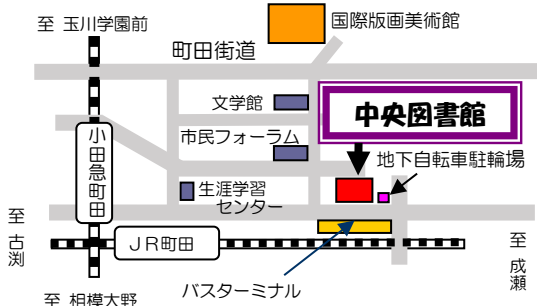 至 玉川学園前
国際版画美術館
町田街道
文学館
中央図書館
市民フォーラム
地下自転車駐輪場
小田急町田
生涯学習
センター
至 古渕
JR町田
至 成瀬
バスターミナル
至 相模大野